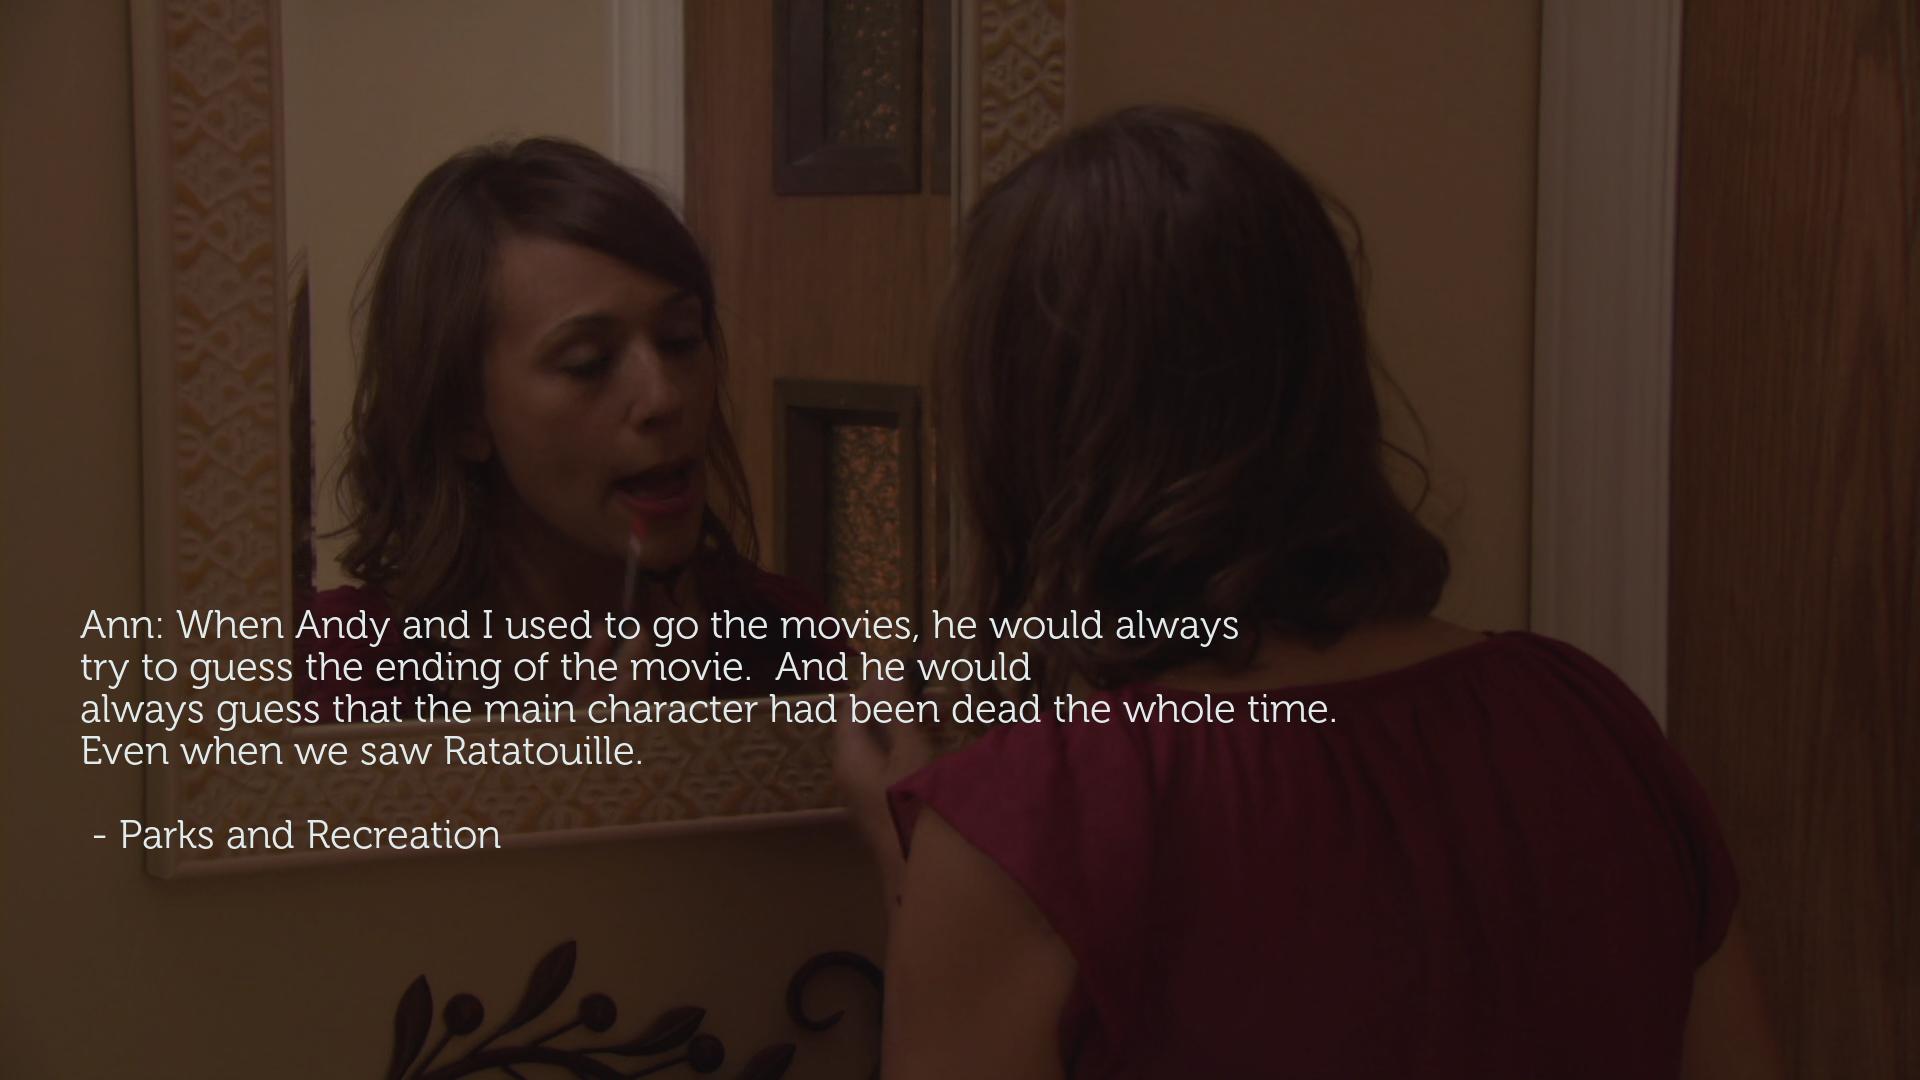 Ann: When Andy and I used to go the movies, he would always
try to guess the ending of the movie.  And he would
always guess that the main character had been dead the whole time.
Even when we saw Ratatouille.
- Parks and Recreation